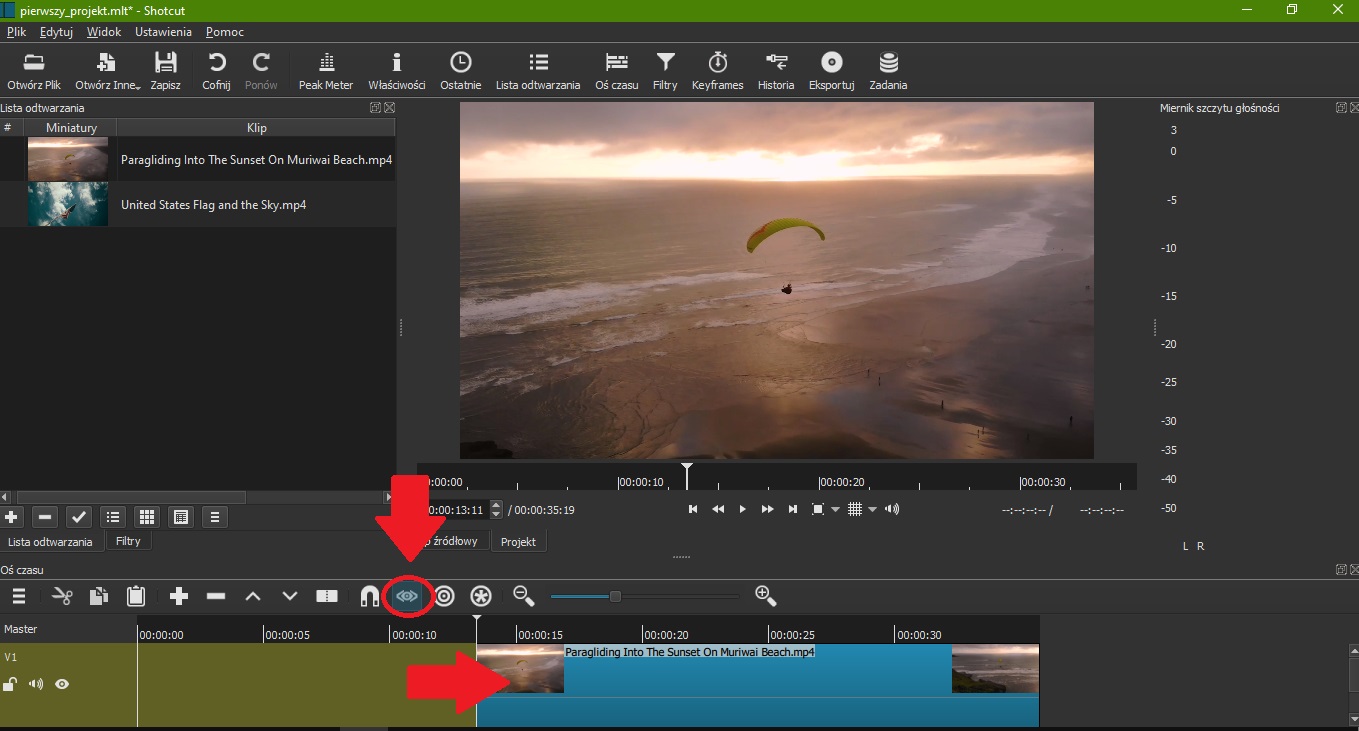 pierwszy_projekt.mlt* - Shotcut
Plik Edytuj Widok Ustawienia Pomoc
Otwórz Plik Otwórz Inne Zapisz Cofnij Ponów Peak Meter Właściwości Ostatnie Lista odtwarzania Oś czasu Filtry Keyframes Historia Eksportuj Zadania
Lista odtwarzania
# Miniatury Klip
Paragliding Into The Sunset On Muriwai Beach.mp4
United States Flag and the Sky.mp4
Lista odtwarzania Filtry
:00:00 00:00:10 00:00:20 00:00:30
:00:13:11 / 00:00:35:19 --:--:--:-- / --:--:--:--
źródłowy Projekt
Miernik szczytu głośności
3
0
-5
-10
-15
-20
-25
-30
-35
-40
-50
L R
Oś czasu
Master 00:00:00 00:00:05 00:00:10 00:00:15 00:00:20 00:00:25 00:00:30
V1 Paragliding Into The Sunset On Muriwai Beach.mp4